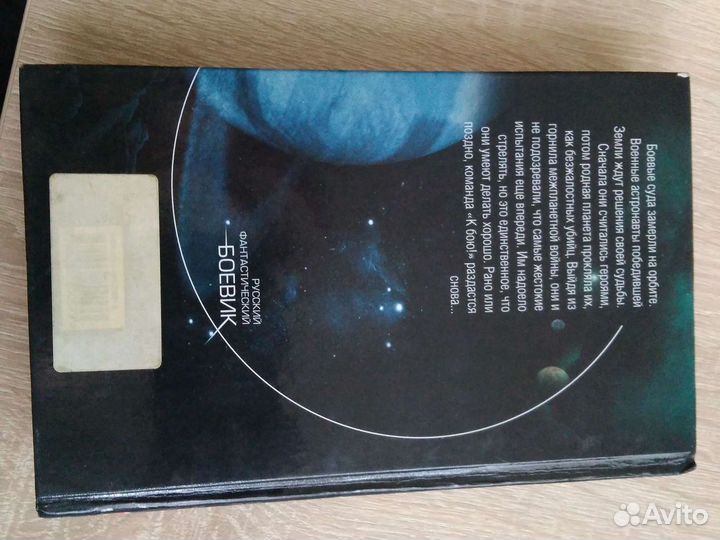 Боевые суда замерли на орбите.
Военные астронавты победившей
Земли ждут решения своей судьбы.
Сначала они считались героями,
потом родная планета прокляла их,
как безжалостных убийц. Выйдя из
горнила межпланетной войны, они и
не подозревали, что самые жестокие
испытания еще впереди. Им надоело
стрелять, но это единственное, что
они умеют делать хорошо. Рано или
поздно, команда «К бою!» раздастся
снова...
РУССКИЙ
ФАНТАСТИЧЕСКИЙ
БОЕВИК
Avito